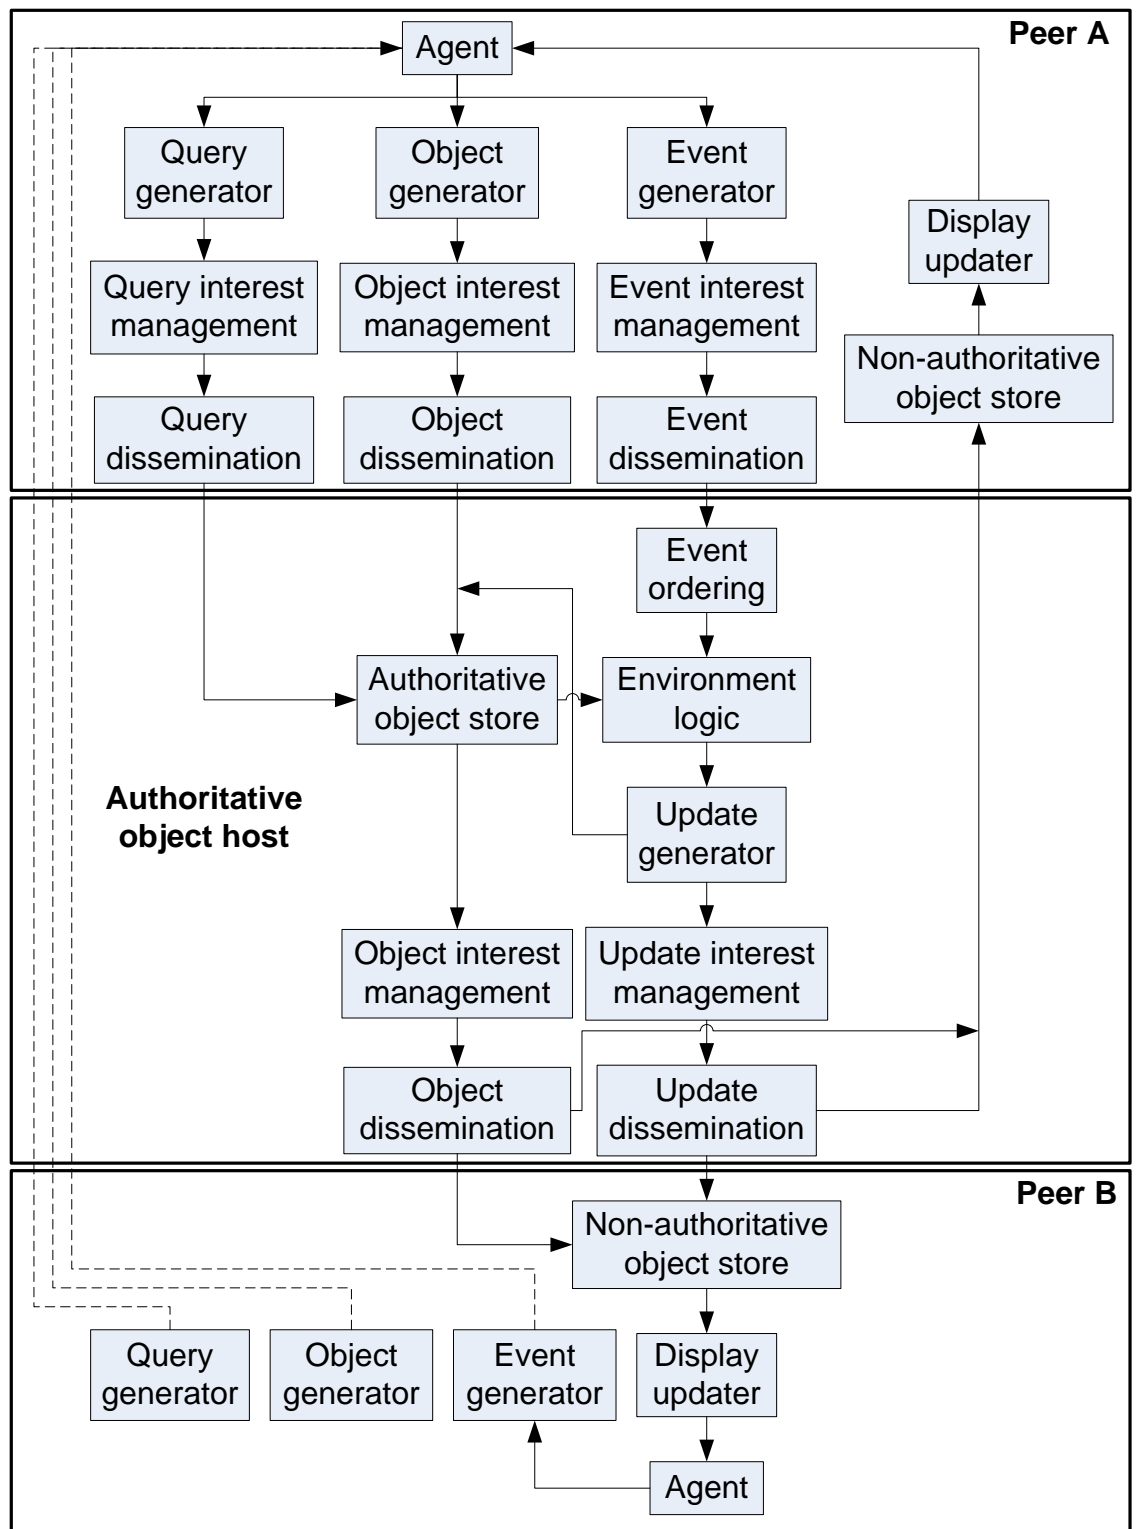 Peer A
Agent
Query
generator
Object
generator
Event
generator
Display
updater
Query interest
management
Object interest
management
Event interest
management
Non-authoritative
object store
Query
dissemination
Object
dissemination
Event
dissemination
Event
ordering
Authoritative
object store
Environment
logic
Authoritative
object host
Update
generator
Object interest
management
Update interest
management
Object
dissemination
Update
dissemination
Peer B
Non-authoritative
object store
Query
generator
Object
generator
Event
generator
Display
updater
Agent